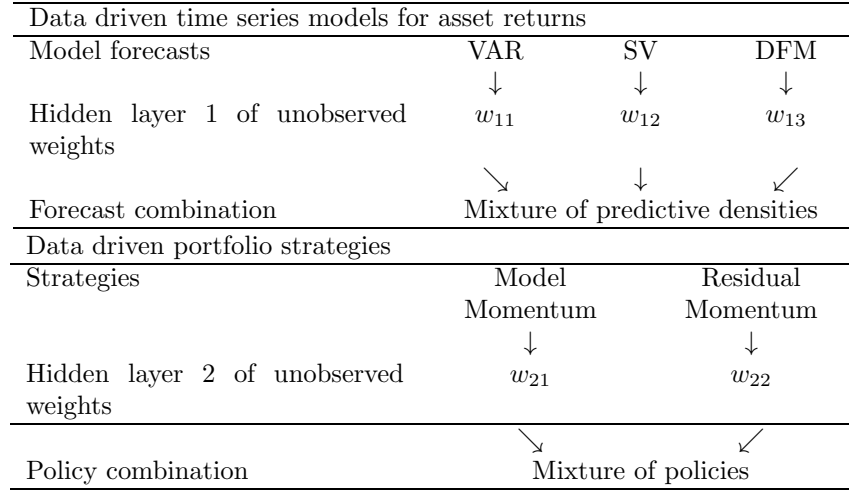 Data driven time series models for asset returns
Model forecasts VAR SV DFM
↓ ↓ ↓
Hidden layer 1 of unobserved w₁₁ w₁₂ w₁₃
weights
↘ ↓ ↙
Forecast combination Mixture of predictive densities
Data driven portfolio strategies
Strategies Model Residual
Momentum Momentum
↓ ↓
Hidden layer 2 of unobserved w₂₁ w₂₂
weights
↘ ↙
Policy combination Mixture of policies